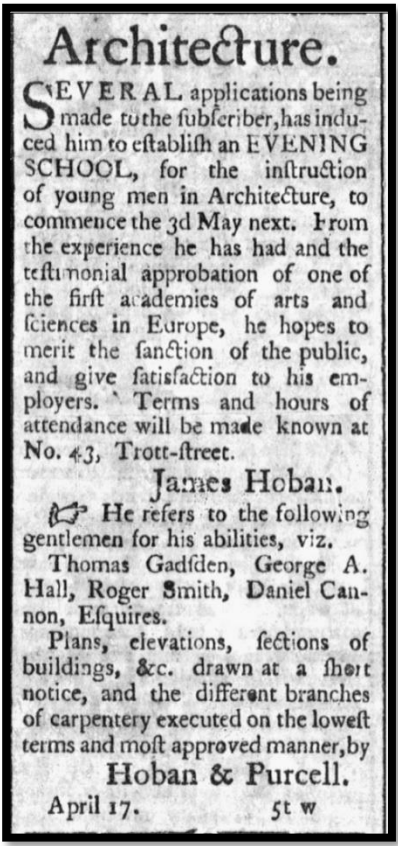 Architecture.
SEVERAL applications being
made to the ſubſcriber, has indu-
ced him to eſtabliſh an EVENING
SCHOOL, for the inſtruction
of young men in Architecture, to
commence the 3d May next. From
the experience he has had and the
teſtimonial approbation of one of
the firſt academies of arts and
ſciences in Europe, he hopes to
merit the ſanction of the public,
and give ſatisfaction to his em-
ployers. Terms and hours of
attendance will be made known at
No. 43, Trott-ſtreet.
James Hoban.
☞ He refers to the following
gentlemen for his abilities, viz.
Thomas Gadſden, George A.
Hall, Roger Smith, Daniel Can-
non, Eſquires.
Plans, elevations, ſections of
buildings, &c. drawn at a ſhort
notice, and the different branches
of carpentery executed on the loweſt
terms and moſt approved manner, by
Hoban & Purcell.
April 17. 5t w